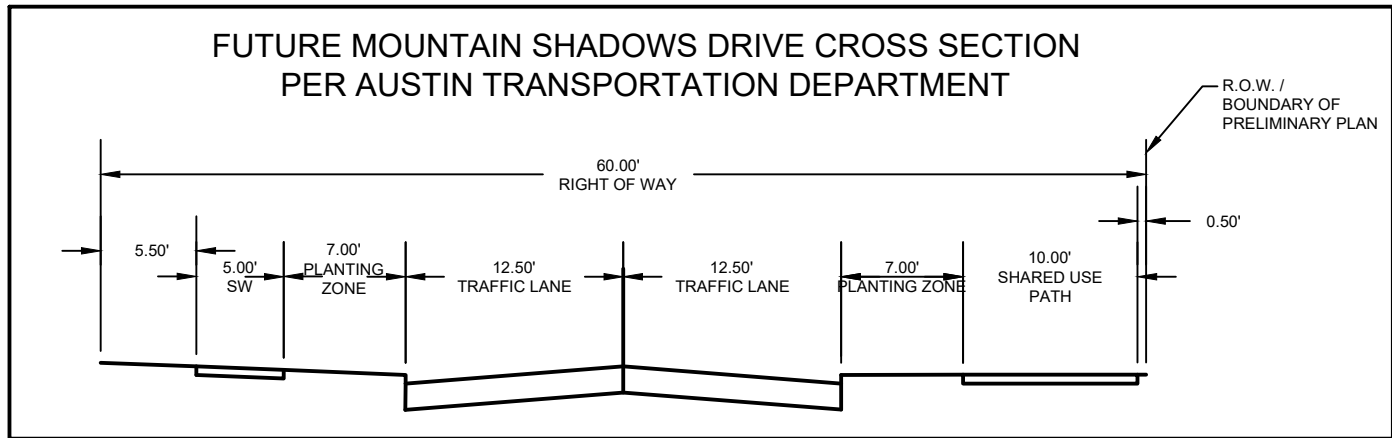 FUTURE MOUNTAIN SHADOWS DRIVE CROSS SECTION
PER AUSTIN TRANSPORTATION DEPARTMENT
R.O.W. /
BOUNDARY OF
PRELIMINARY PLAN
60.00'
RIGHT OF WAY
0.50'
5.50'
5.00'
SW
7.00'
PLANTING
ZONE
12.50'
TRAFFIC LANE
12.50'
TRAFFIC LANE
7.00'
PLANTING ZONE
10.00'
SHARED USE
PATH